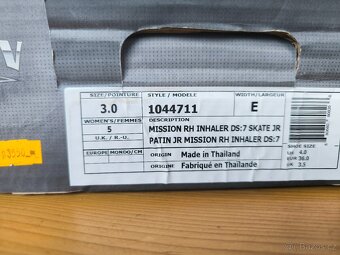 SIZE/POINTURE STYLE / MODELE WIDTH/LARGEUR
3.0 1044711 E
WOMEN'S/FEMMES DESCRIPTION
5 MISSION RH INHALER DS:7 SKATE JR
U.K. / R.-U. PATIN JR MISSION RH INHALER DS:7
EUROPE MONDO/CM ORIGIN Made in Thailand
ORIGINE Fabriqué en Thaïlande
SHOE SIZE
US 4.0
EUR 36.0
UK 3.5